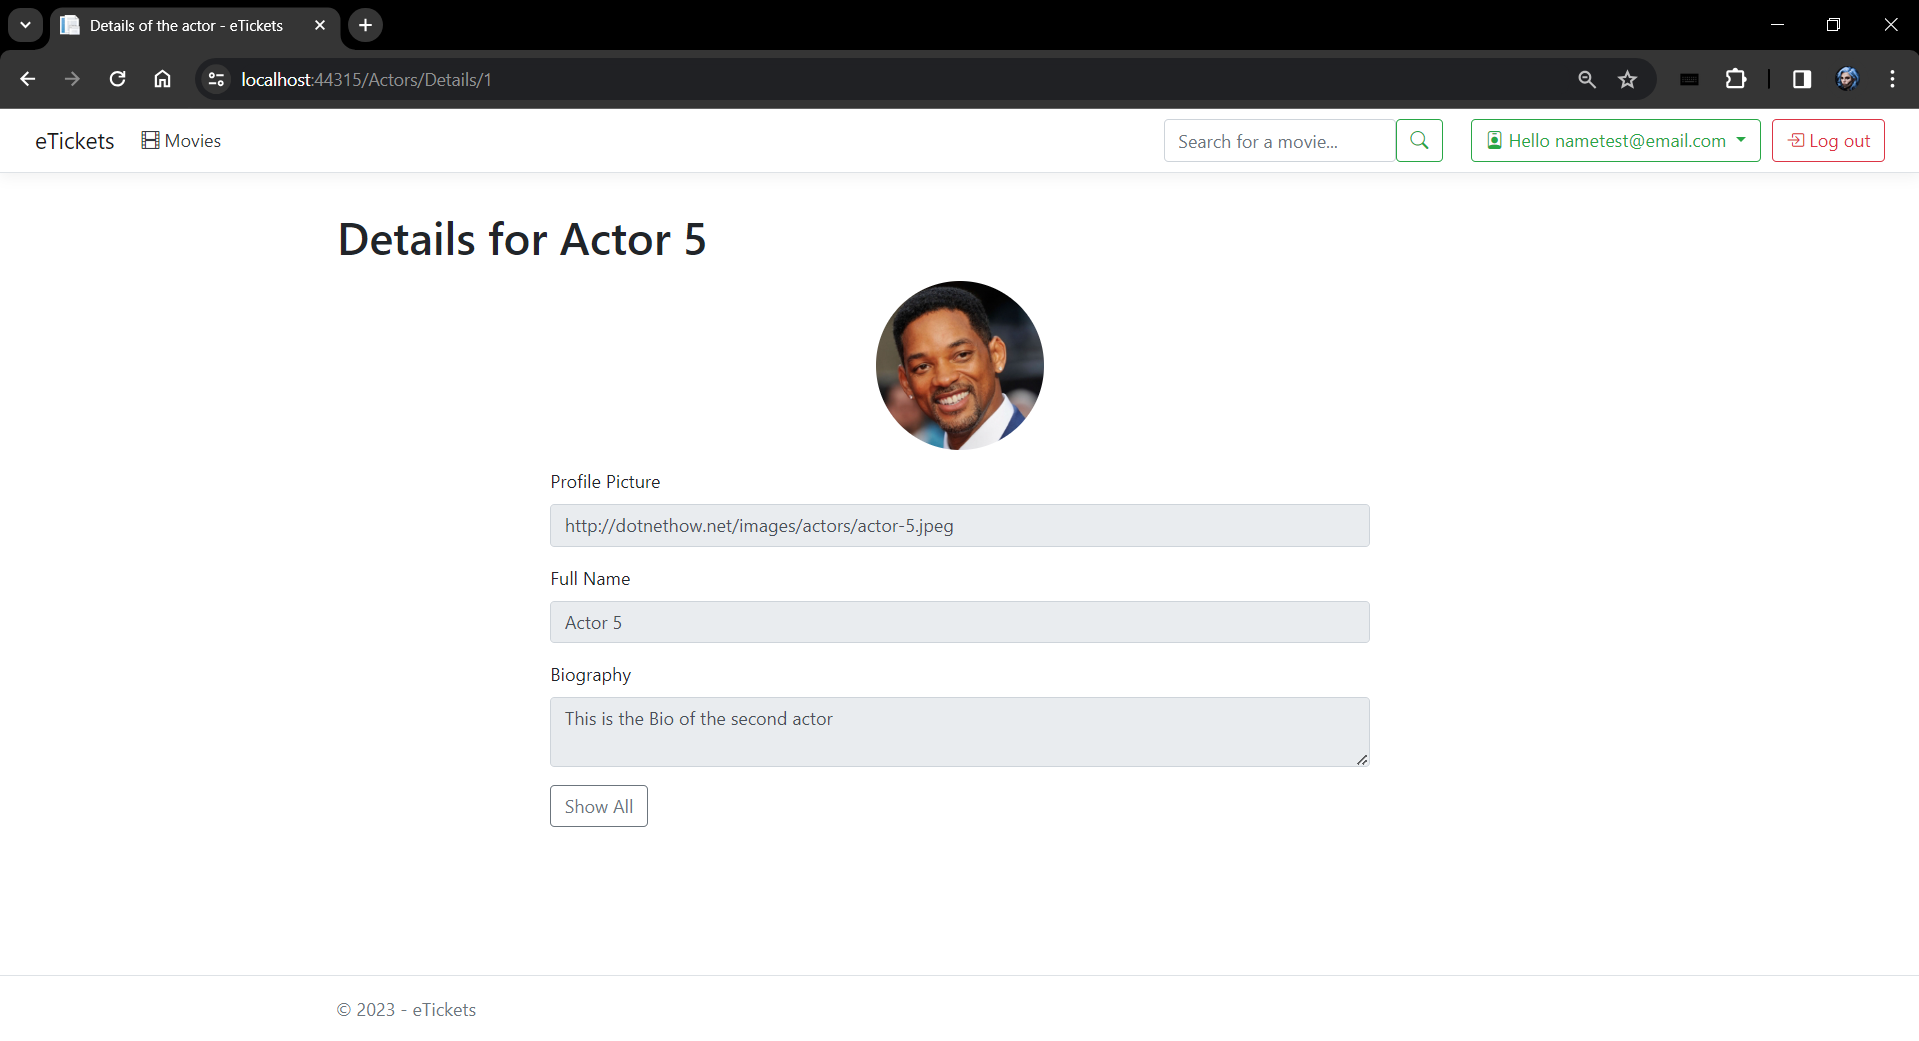 Details of the actor - eTickets
localhost:44315/Actors/Details/1
eTickets Movies Search for a movie... Hello nametest@email.com Log out
Details for Actor 5
Profile Picture
http://dotnethow.net/images/actors/actor-5.jpeg
Full Name
Actor 5
Biography
This is the Bio of the second actor
Show All
© 2023 - eTickets